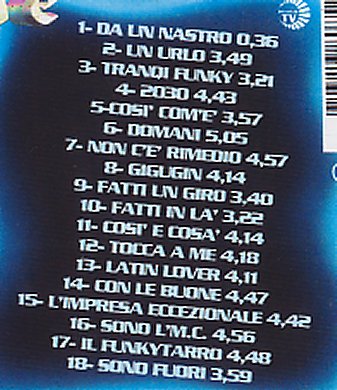 TV
1- DA UN NASTRO 0,36
2- UN URLO 3,49
3- TRANQI FUNKY 3,21
4- 2030 4,43
5-COSI' COM'E' 3,57
6- DOMANI 5,05
7- NON C'E' RIMEDIO 4,57
8- GIGUGIN 4,14
9- FATTI UN GIRO 3,40
10- FATTI IN LA' 3,22
11- COSI' E COSA' 4,14
12- TOCCA A ME 4,18
13- LATIN LOVER 4,11
14- CON LE BUONE 4,47
15- L'IMPRESA ECCEZIONALE 4,42
16- SONO L'M.C. 4,56
17- IL FUNKYTARRO 4,48
18- SONO FUORI 3,59